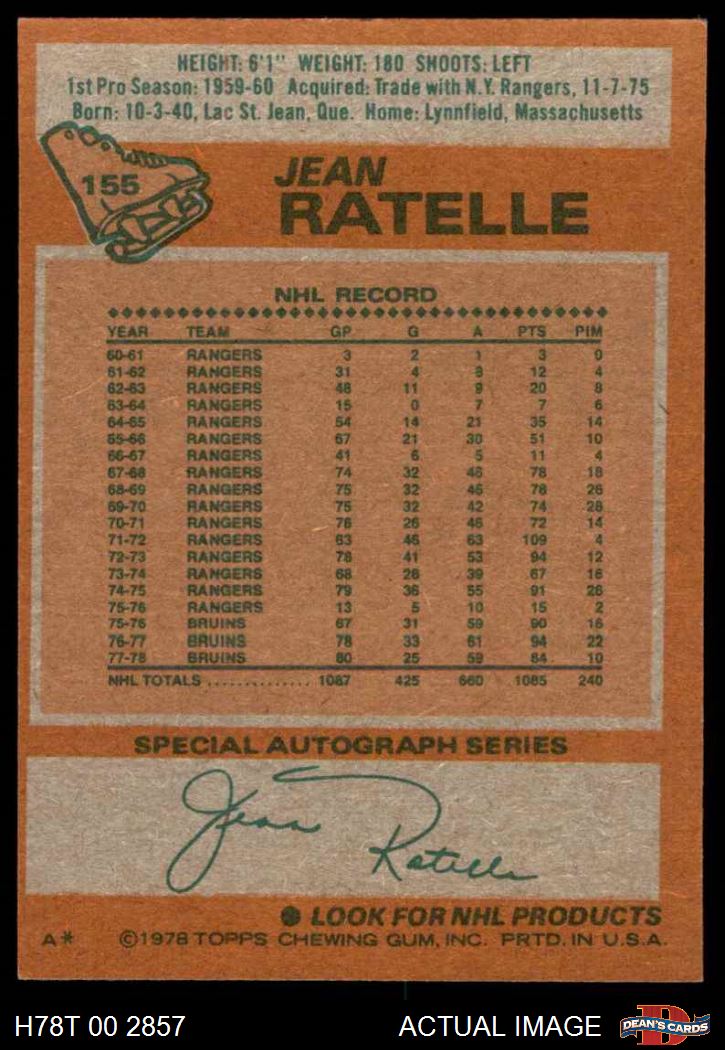 HEIGHT: 6'1" WEIGHT: 180 SHOOTS: LEFT
1st Pro Season: 1959-60 Acquired: Trade with N.Y. Rangers, 11-7-75
Born: 10-3-40, Lac St. Jean, Que. Home: Lynnfield, Massachusetts
155
JEAN
RATELLE
NHL RECORD
YEAR TEAM GP G A PTS PIM
60-61 RANGERS 3 2 1 3 0
61-62 RANGERS 31 4 8 12 4
62-63 RANGERS 48 11 9 20 8
63-64 RANGERS 15 0 7 7 6
64-65 RANGERS 54 14 21 35 14
65-66 RANGERS 67 21 30 51 10
66-67 RANGERS 41 6 5 11 4
67-68 RANGERS 74 32 46 78 18
68-69 RANGERS 75 32 46 78 26
69-70 RANGERS 75 32 42 74 28
70-71 RANGERS 78 26 46 72 14
71-72 RANGERS 63 46 63 109 4
72-73 RANGERS 78 41 53 94 12
73-74 RANGERS 68 28 39 67 16
74-75 RANGERS 79 36 55 91 26
75-76 RANGERS 13 5 10 15 2
75-76 BRUINS 67 31 59 90 16
76-77 BRUINS 78 33 61 94 22
77-78 BRUINS 80 25 59 84 10
NHL TOTALS .............. 1087 425 660 1085 240
SPECIAL AUTOGRAPH SERIES
Jean Ratelle
● LOOK FOR NHL PRODUCTS
A* ©1978 TOPPS CHEWING GUM, INC. PRTD. IN U.S.A.
H78T 00 2857 ACTUAL IMAGE DEAN'S CARDS